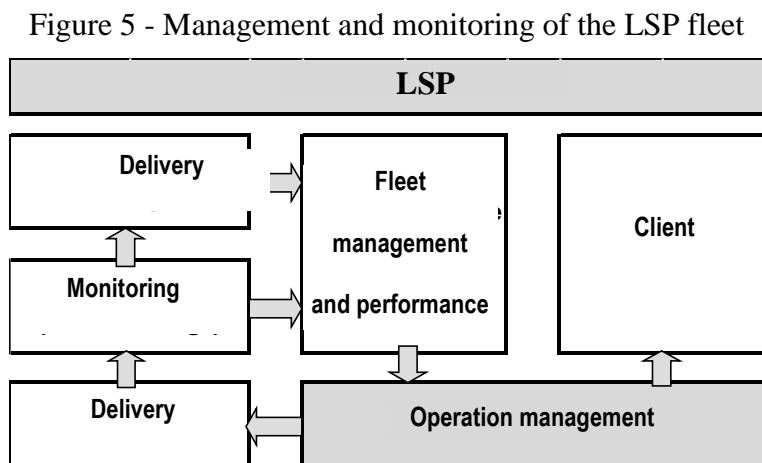 Figure 5 - Management and monitoring of the LSP fleet
LSP
Delivery
Fleet
management
and performance
Client
Monitoring
Delivery
Operation management